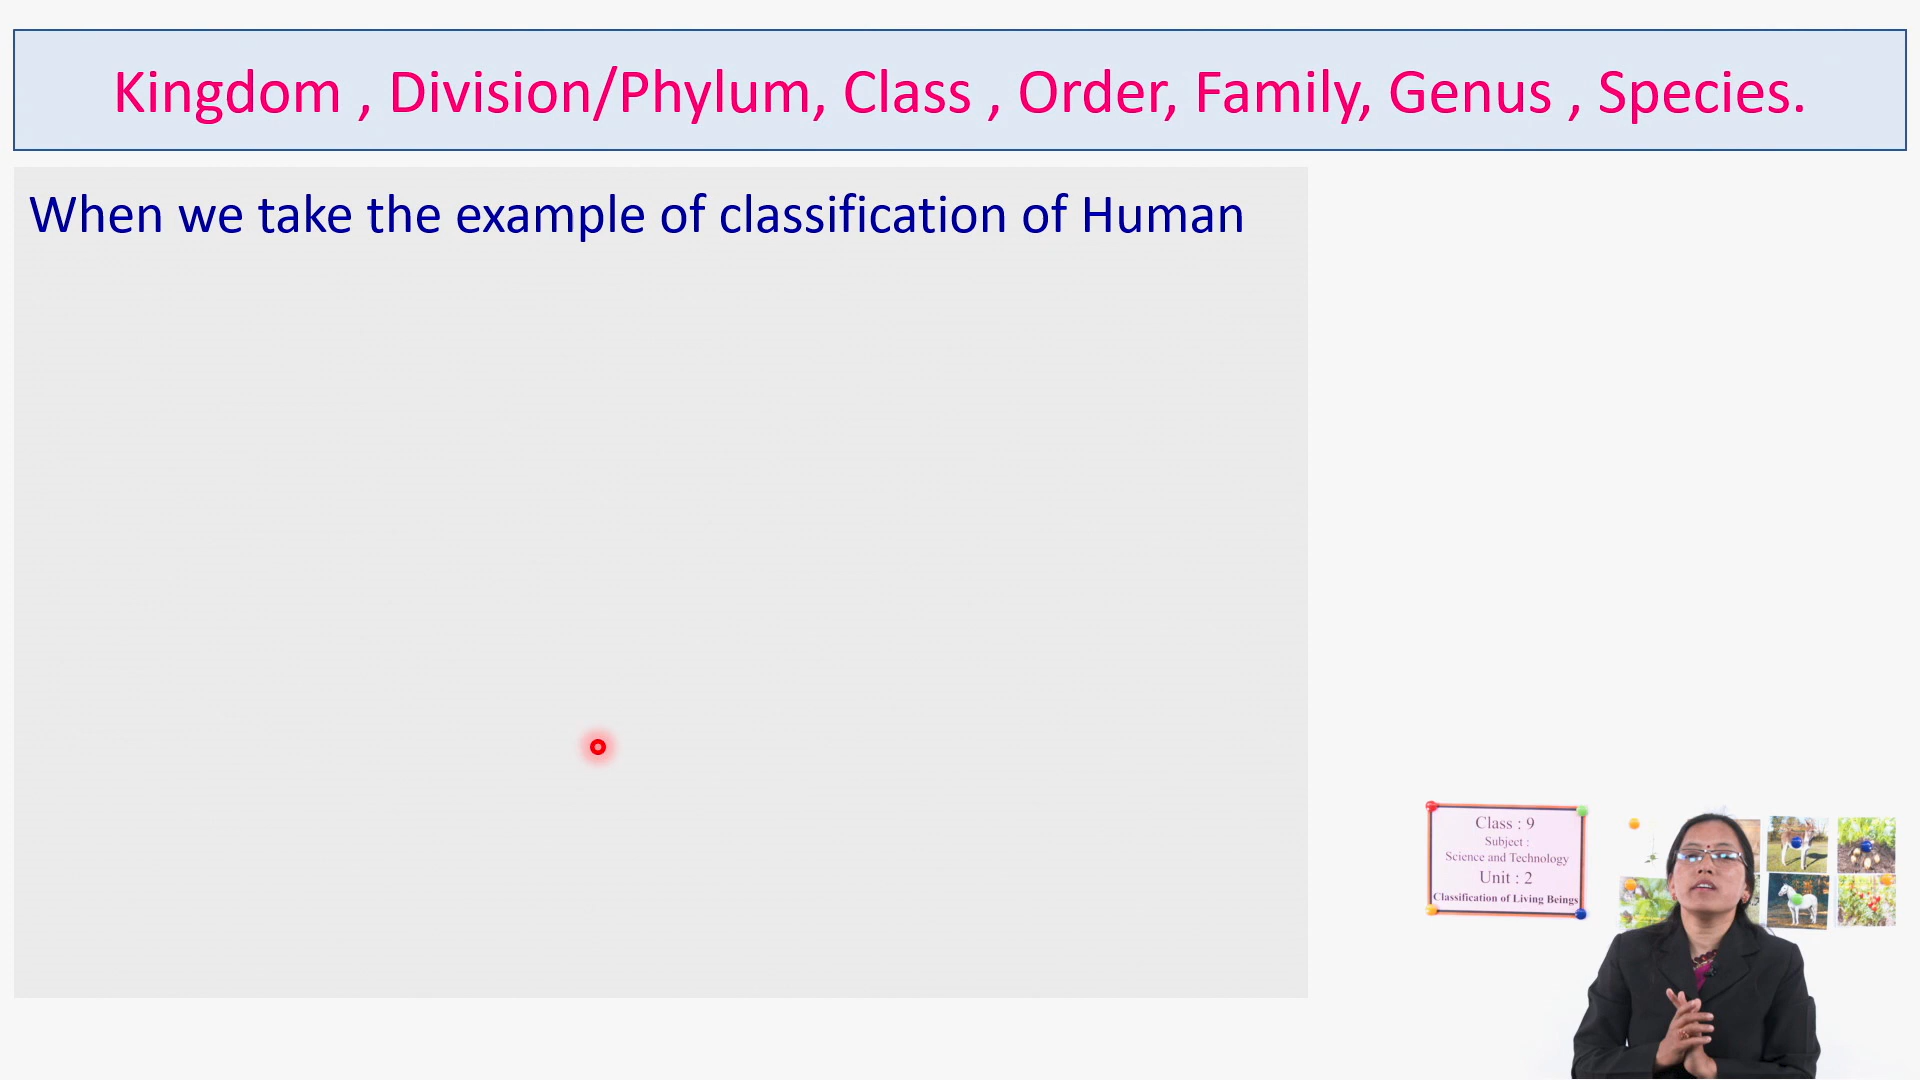 Kingdom , Division/Phylum, Class , Order, Family, Genus , Species.
When we take the example of classification of Human
Class : 9
Subject :
Science and Technology
Unit : 2
Classification of Living Beings